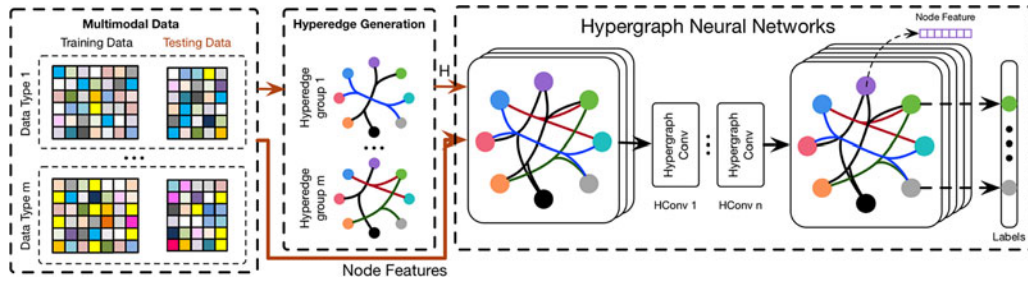 Multimodal Data
Training Data
Testing Data
Data Type 1
...
Data Type m
Hyperedge Generation
Hyperedge
group 1
...
Hyperedge
group m
H
Node Features
Hypergraph Neural Networks
Hypergraph
Conv
HConv 1
Hypergraph
Conv
HConv n
Node Feature
Labels